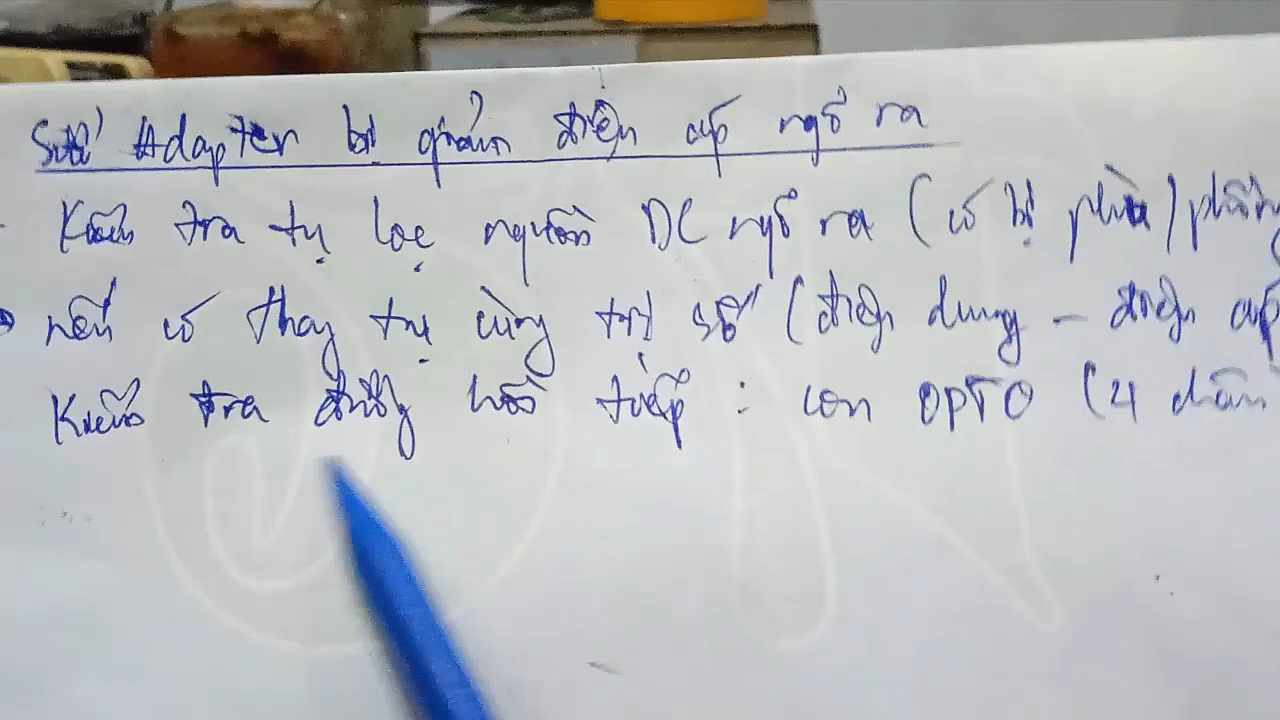 Sửa Adapter bị giảm điện áp ngõ ra
- Kiểm tra tụ lọc nguồn DC ngõ ra (có bị phù / phồng
nếu có thay tụ cùng trị số (điện dung - điện áp
Kiểm tra đường hồi tiếp : con OPTO (4 chân